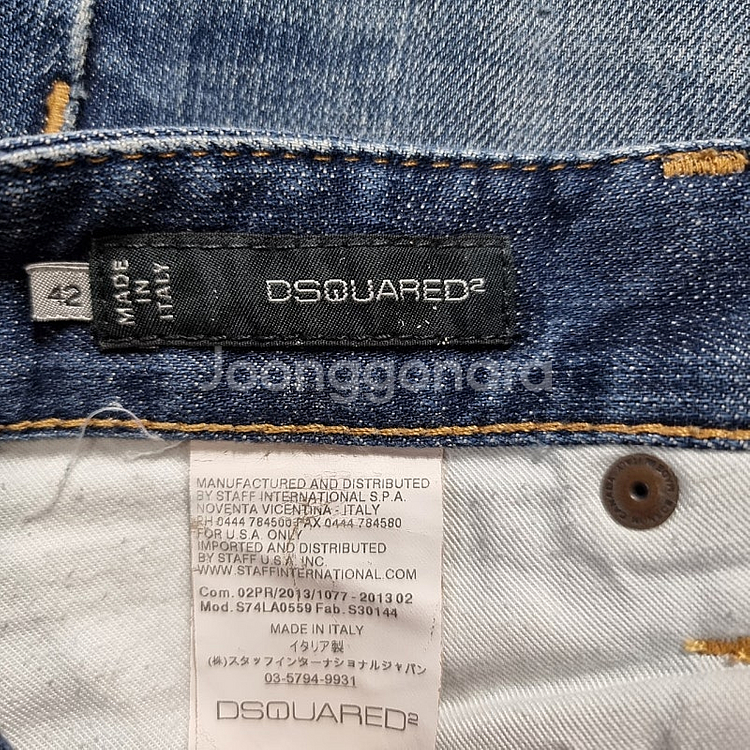 42
MADE
IN
ITALY
DSQUARED2
Joonggonara
MANUFACTURED AND DISTRIBUTED
BY STAFF INTERNATIONAL S.P.A.
NOVENTA VICENTINA - ITALY
PH 0444 784500 FAX 0444 784580
FOR U.S.A. ONLY
IMPORTED AND DISTRIBUTED
BY STAFF U.S.A. INC.
WWW.STAFFINTERNATIONAL.COM
Com. 02PR/2013/1077 - 2013 02
Mod. S74LA0559 Fab. S30144
MADE IN ITALY
イタリア製
(株)スタッフインターナショナルジャパン
03-5794-9931
DSQUARED2